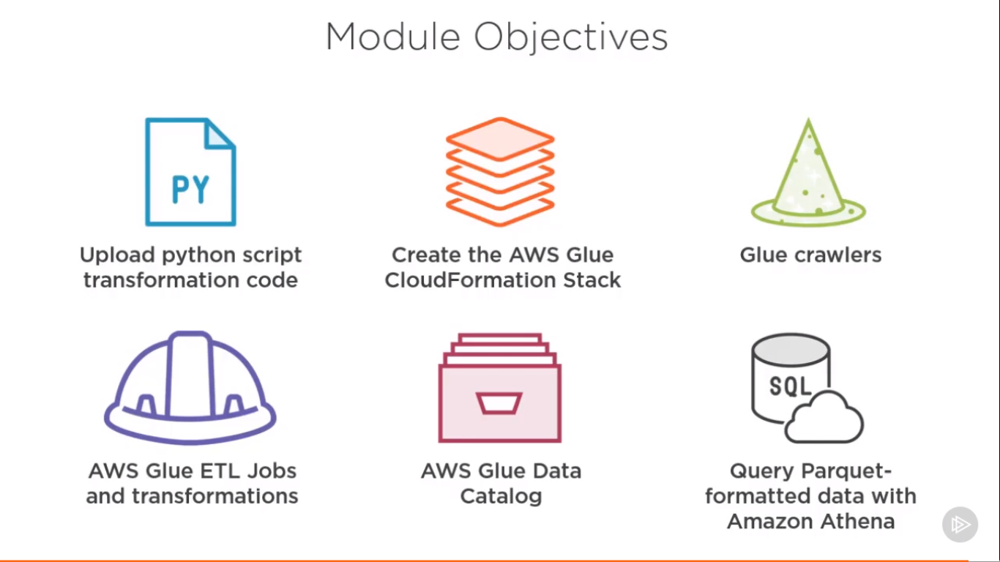 Module Objectives
PY
Upload python script
transformation code
Create the AWS Glue
CloudFormation Stack
Glue crawlers
AWS Glue ETL Jobs
and transformations
AWS Glue Data
Catalog
SQL
Query Parquet-
formatted data with
Amazon Athena